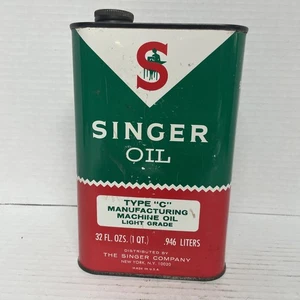 S
SINGER
OIL
TYPE "C"
MANUFACTURING
MACHINE OIL
LIGHT GRADE
32 FL. OZS. (1 QT.) .946 LITERS
DISTRIBUTED BY
THE SINGER COMPANY
NEW YORK, N.Y. 10020
MADE IN U.S.A.